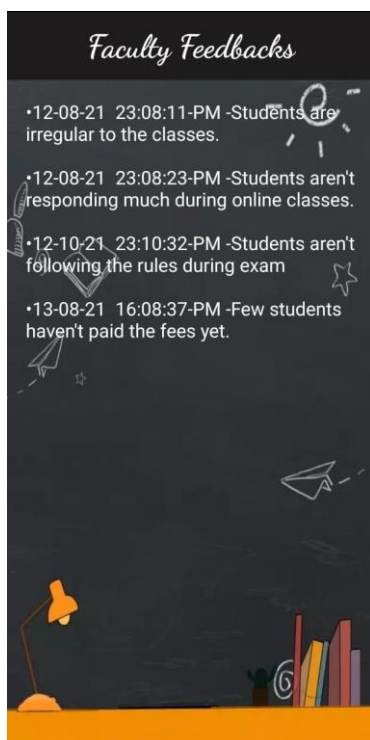 Faculty Feedbacks
•12-08-21 23:08:11-PM -Students are
irregular to the classes.
•12-08-21 23:08:23-PM -Students aren't
responding much during online classes.
•12-10-21 23:10:32-PM -Students aren't
following the rules during exam
•13-08-21 16:08:37-PM -Few students
haven't paid the fees yet.